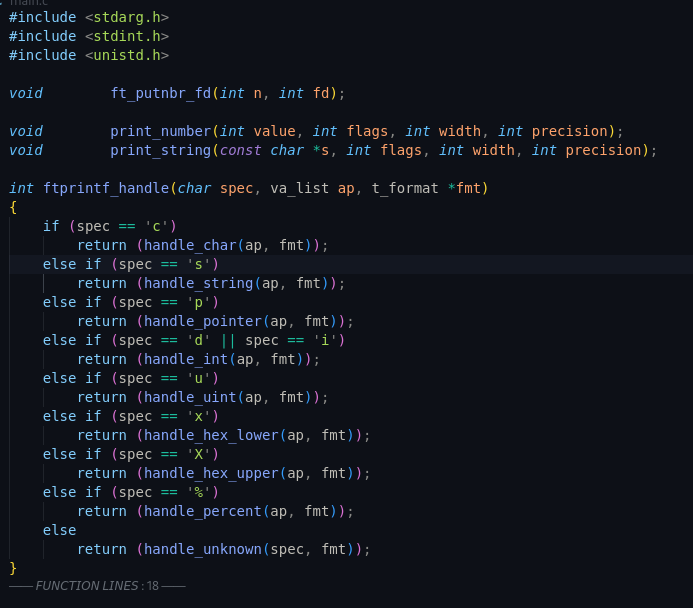 main.c
#include <stdarg.h>
#include <stdint.h>
#include <unistd.h>
void ft_putnbr_fd(int n, int fd);
void print_number(int value, int flags, int width, int precision);
void print_string(const char *s, int flags, int width, int precision);
int ftprintf_handle(char spec, va_list ap, t_format *fmt)
{
if (spec == 'c')
return (handle_char(ap, fmt));
else if (spec == 's')
return (handle_string(ap, fmt));
else if (spec == 'p')
return (handle_pointer(ap, fmt));
else if (spec == 'd' || spec == 'i')
return (handle_int(ap, fmt));
else if (spec == 'u')
return (handle_uint(ap, fmt));
else if (spec == 'x')
return (handle_hex_lower(ap, fmt));
else if (spec == 'X')
return (handle_hex_upper(ap, fmt));
else if (spec == '%')
return (handle_percent(ap, fmt));
else
return (handle_unknown(spec, fmt));
}
—— FUNCTION LINES : 18 ——